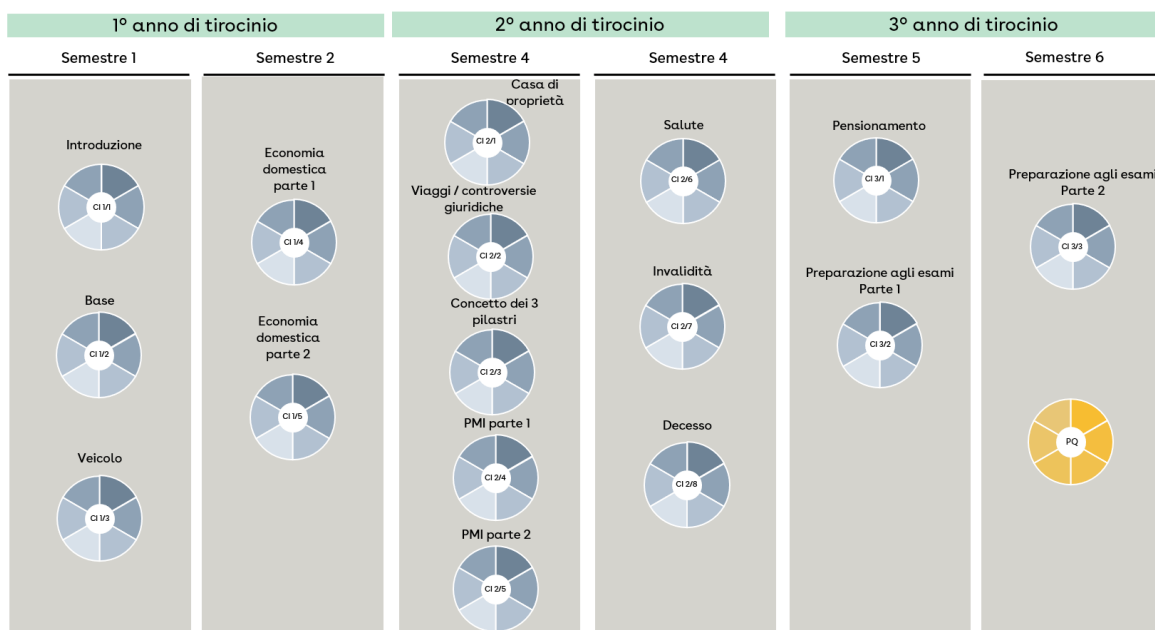 1° anno di tirocinio
2° anno di tirocinio
3° anno di tirocinio
Semestre 1
Semestre 2
Semestre 4
Semestre 4
Semestre 5
Semestre 6
Introduzione
CI 1/1
Base
CI 1/2
Veicolo
CI 1/3
Economia
domestica
parte 1
CI 1/4
Economia
domestica
parte 2
CI 1/5
Casa di
proprietà
CI 2/1
Viaggi / controversie
giuridiche
CI 2/2
Concetto dei 3
pilastri
CI 2/3
PMI parte 1
CI 2/4
PMI parte 2
CI 2/5
Salute
CI 2/6
Invalidità
CI 2/7
Decesso
CI 2/8
Pensionamento
CI 3/1
Preparazione agli esami
Parte 1
CI 3/2
Preparazione agli esami
Parte 2
CI 3/3
PQ